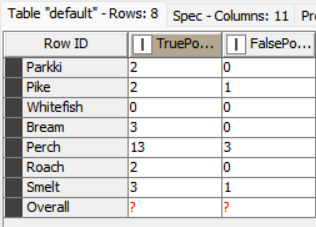 Table "default" - Rows: 8 Spec - Columns: 11 Pr
Row ID TruePo... FalsePo...
Parkki 2 0
Pike 2 1
Whitefish 0 0
Bream 3 0
Perch 13 3
Roach 2 0
Smelt 3 1
Overall ? ?